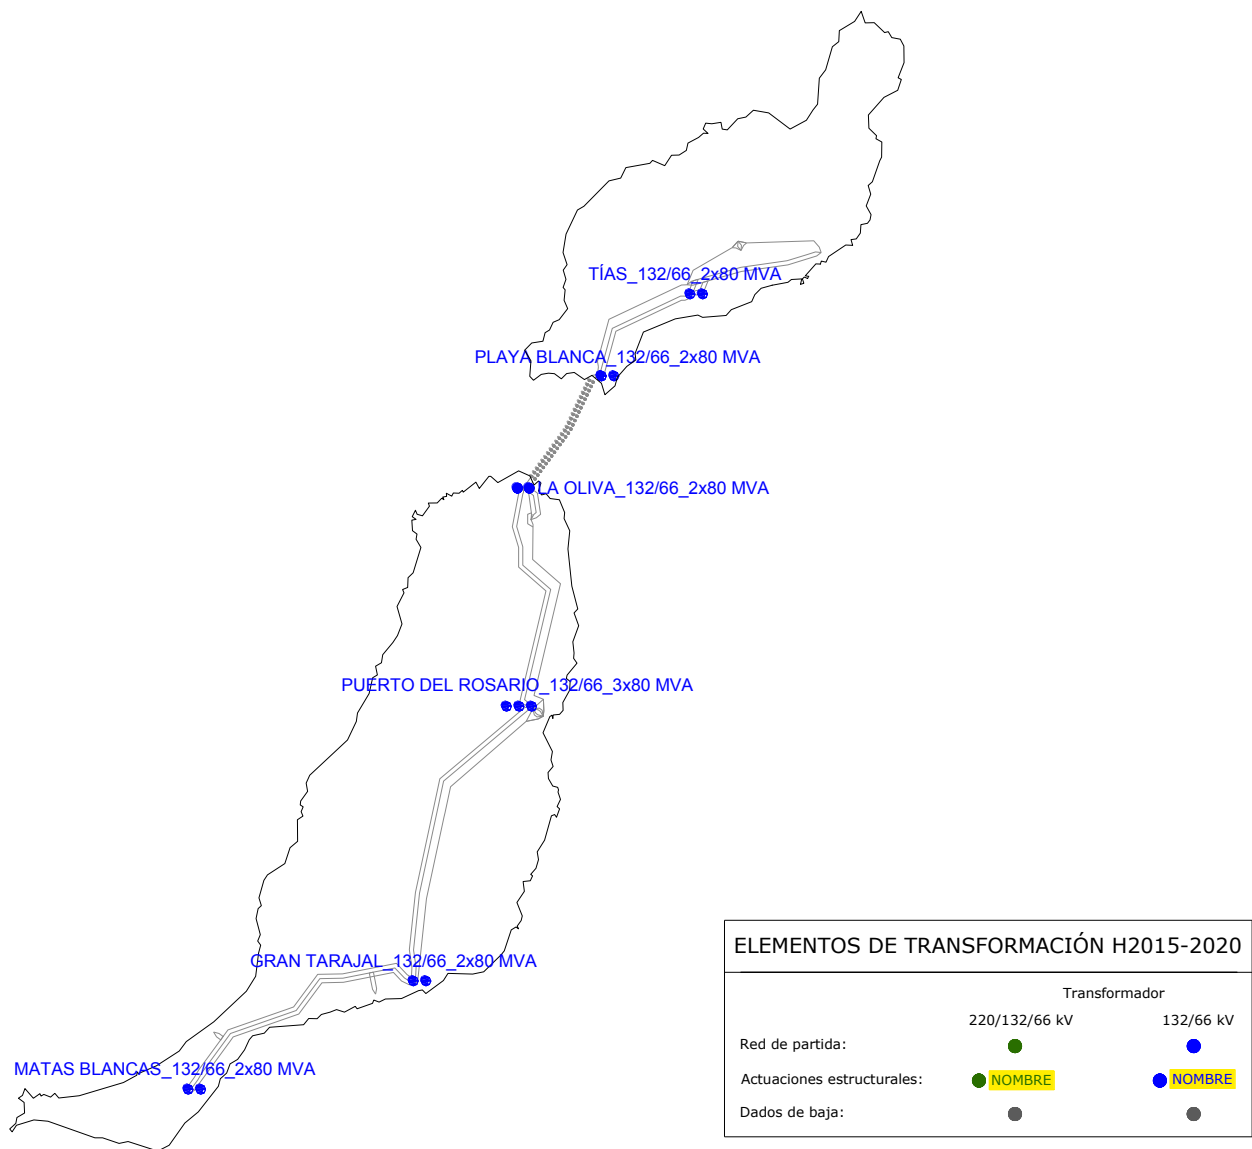 TÍAS_132/66_2x80 MVA
PLAYA BLANCA_132/66_2x80 MVA
LA OLIVA_132/66_2x80 MVA
PUERTO DEL ROSARIO_132/66_3x80 MVA
GRAN TARAJAL_132/66_2x80 MVA
MATAS BLANCAS_132/66_2x80 MVA
ELEMENTOS DE TRANSFORMACIÓN H2015-2020
Transformador
220/132/66 kV 132/66 kV
Red de partida:
Actuaciones estructurales: NOMBRE NOMBRE
Dados de baja: